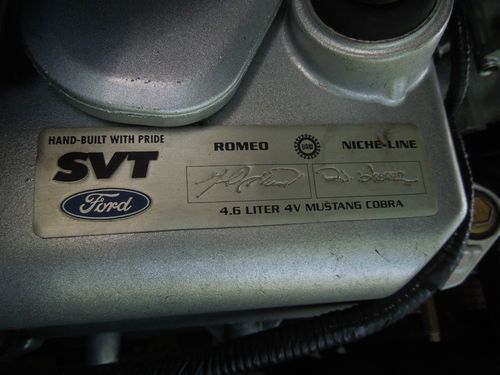 HAND-BUILT WITH PRIDE
SVT
Ford
ROMEO
NICHE-LINE
4.6 LITER 4V MUSTANG COBRA